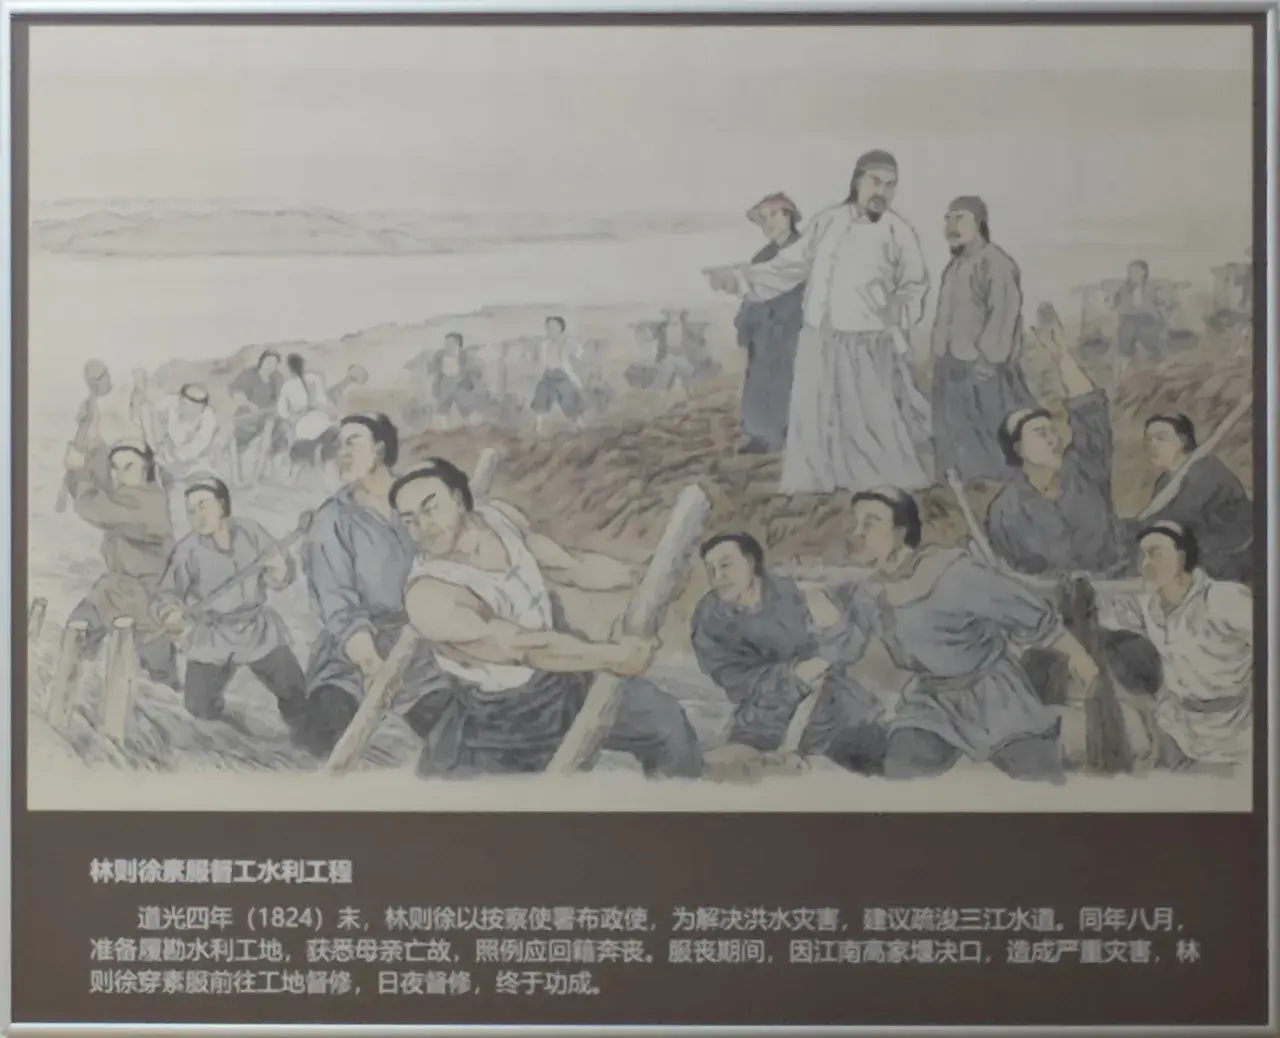 林则徐素服督工水利工程
道光四年（1824）末，林则徐以按察使署布政使，为解决洪水灾害，建议疏浚三江水道。同年八月，
准备履勘水利工地，获悉母亲亡故，照例应回籍奔丧。服丧期间，因江南高家堰决口，造成严重灾害，林
则徐穿素服前往工地督修，日夜督修，终于功成。